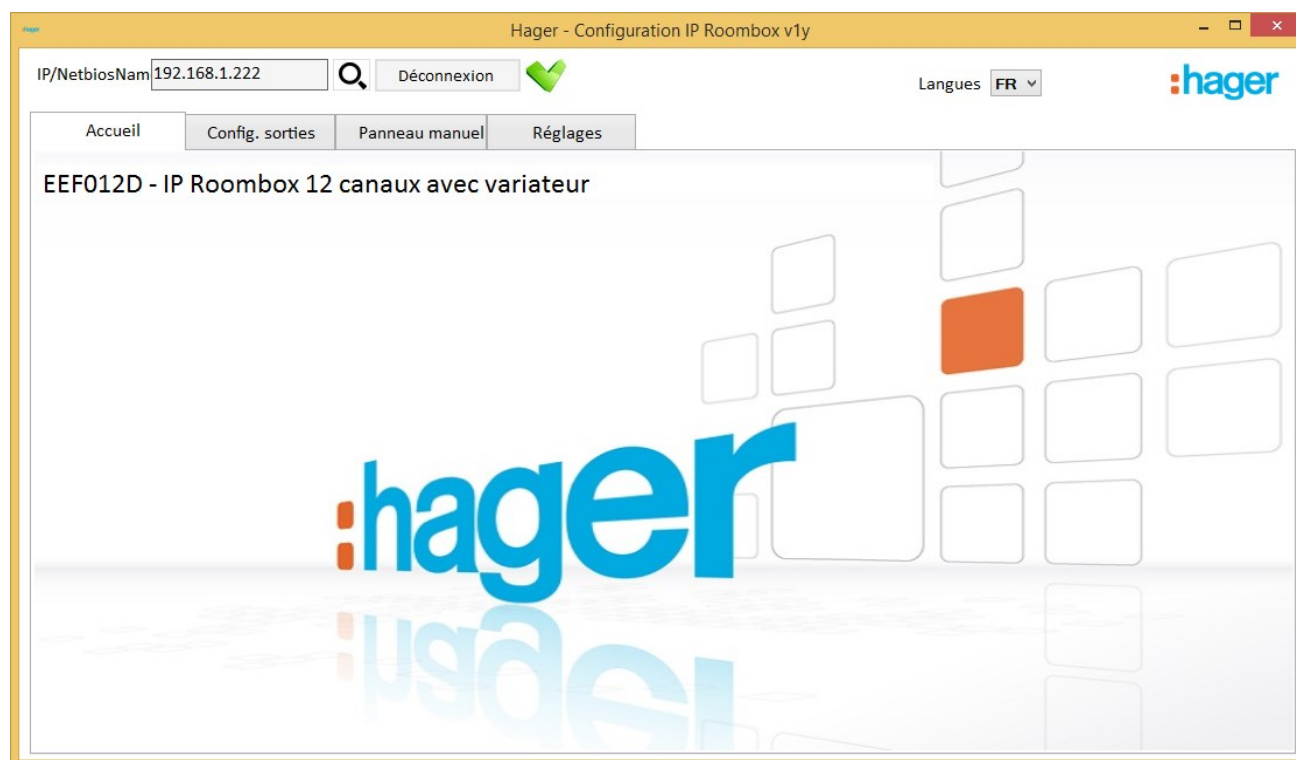 :hager
Hager - Configuration IP Roombox v1y
IP/NetbiosNam 192.168.1.222 Déconnexion
Langues FR
:hager
Accueil Config. sorties Panneau manuel Réglages
EEF012D - IP Roombox 12 canaux avec variateur
:hager